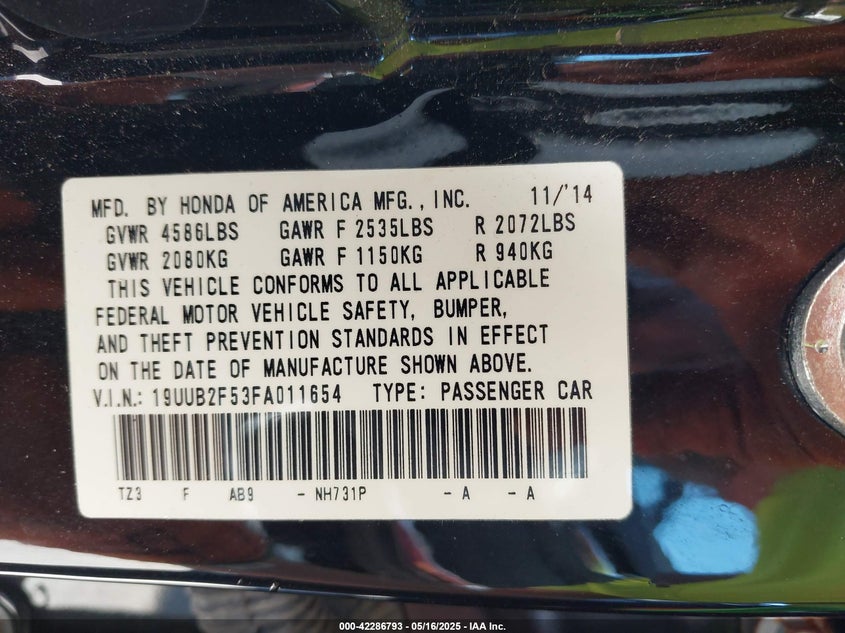 MFD. BY HONDA OF AMERICA MFG., INC. 11/'14
GVWR 4586LBS GAWR F 2535LBS R 2072LBS
GVWR 2080KG GAWR F 1150KG R 940KG
THIS VEHICLE CONFORMS TO ALL APPLICABLE
FEDERAL MOTOR VEHICLE SAFETY, BUMPER,
AND THEFT PREVENTION STANDARDS IN EFFECT
ON THE DATE OF MANUFACTURE SHOWN ABOVE.
V.I.N.: 19UUB2F53FA011654 TYPE: PASSENGER CAR
TZ3 F AB9 - NH731P - A - A
000-42286793 - 05/16/2025 - IAA Inc.